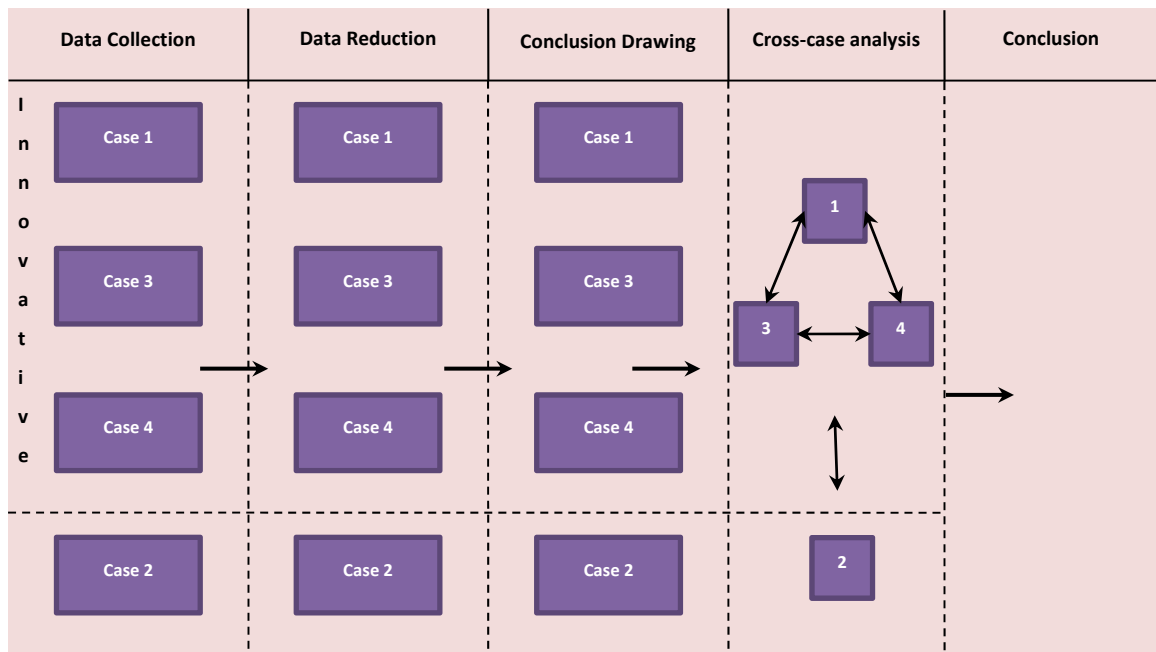 Data Collection
Data Reduction
Conclusion Drawing
Cross-case analysis
Conclusion
I
n
n
o
v
a
t
i
v
e
Case 1
Case 1
Case 1
1
Case 3
Case 3
Case 3
3
4
Case 4
Case 4
Case 4
Case 2
Case 2
Case 2
2